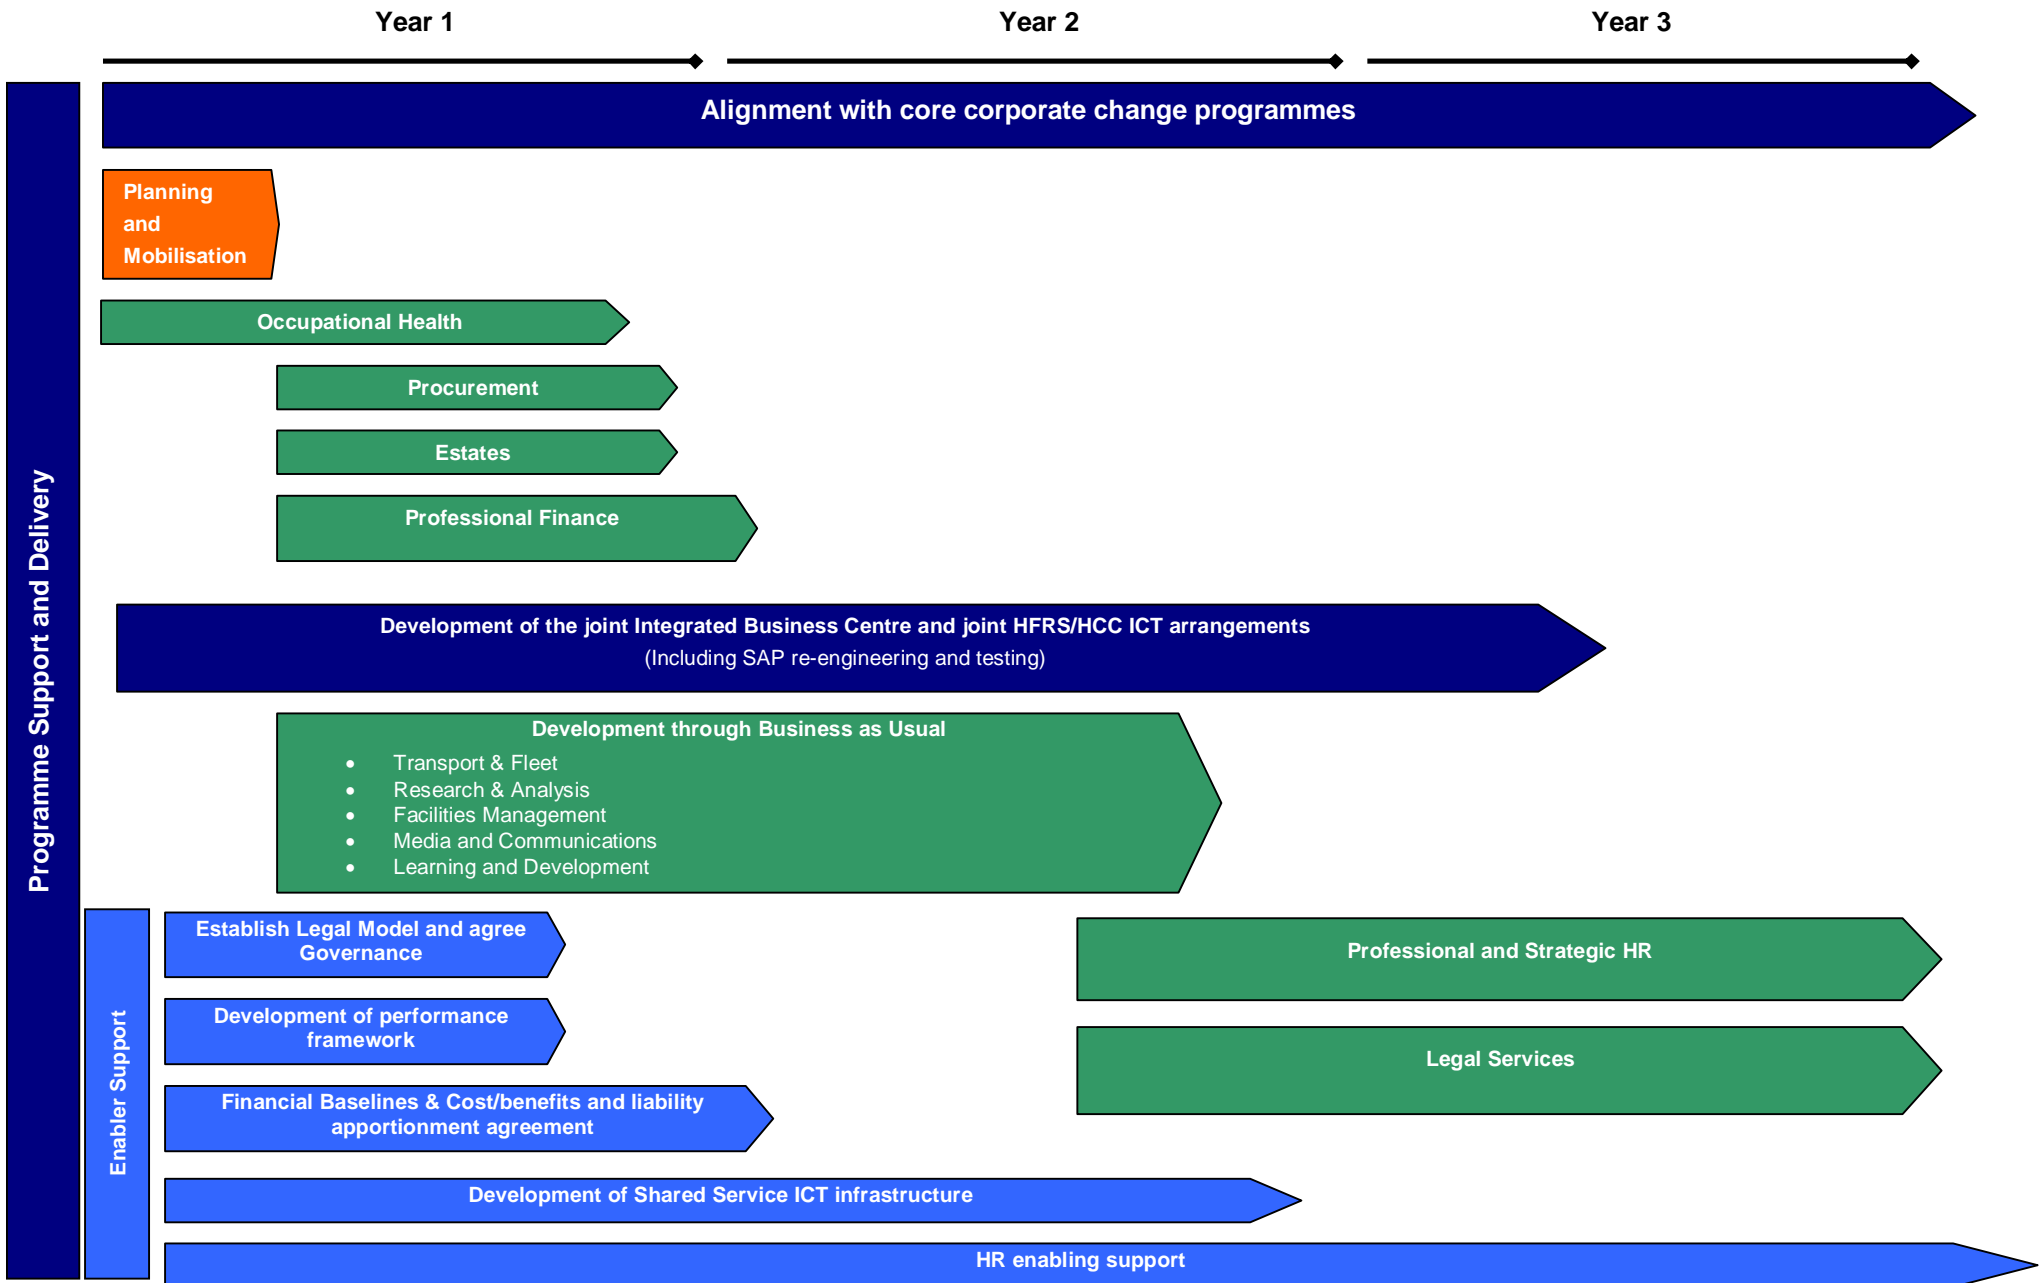 Year 1
Year 2
Year 3
Alignment with core corporate change programmes
Planning
and
Mobilisation
Occupational Health
Procurement
Estates
Professional Finance
Programme Support and Delivery
Development of the joint Integrated Business Centre and joint HFRS/HCC ICT arrangements
(Including SAP re-engineering and testing)
Development through Business as Usual
• Transport & Fleet
• Research & Analysis
• Facilities Management
• Media and Communications
• Learning and Development
Enabler Support
Establish Legal Model and agree
Governance
Professional and Strategic HR
Development of performance
framework
Legal Services
Financial Baselines & Cost/benefits and liability
apportionment agreement
Development of Shared Service ICT infrastructure
HR enabling support